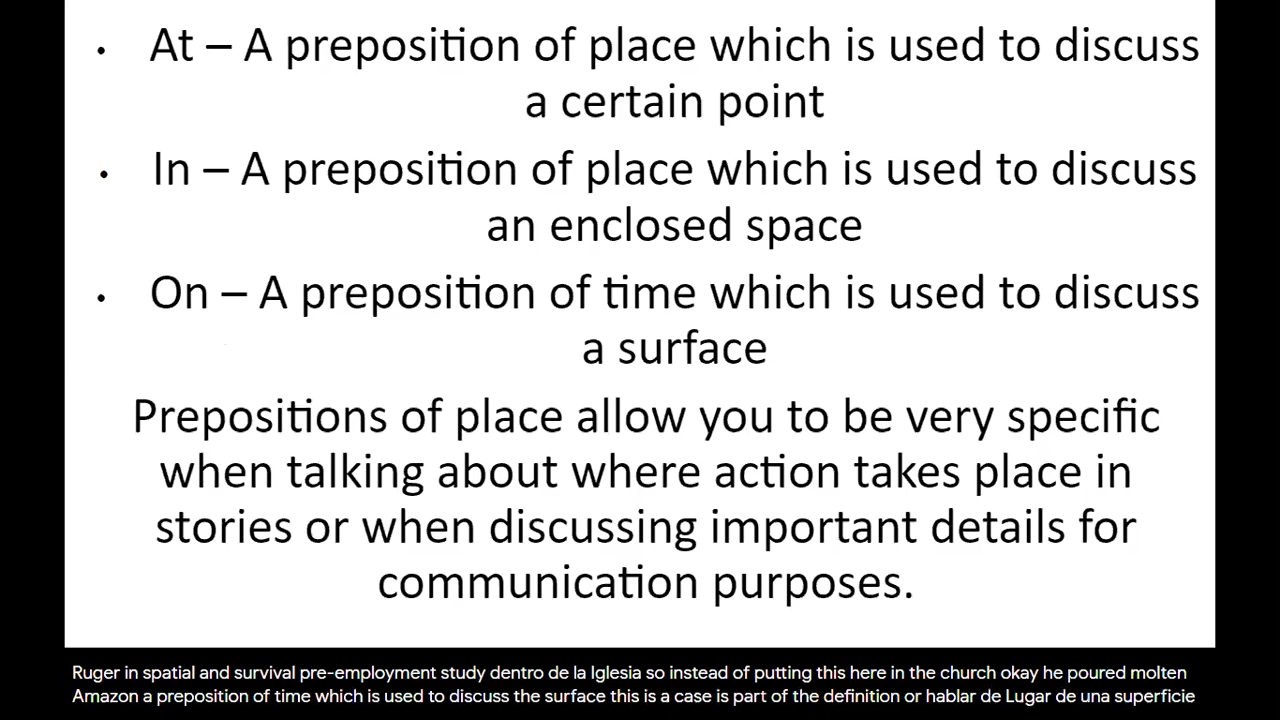 • At – A preposition of place which is used to discuss
a certain point
• In – A preposition of place which is used to discuss
an enclosed space
• On – A preposition of time which is used to discuss
a surface
Prepositions of place allow you to be very specific
when talking about where action takes place in
stories or when discussing important details for
communication purposes.
Ruger in spatial and survival pre-employment study dentro de la Iglesia so instead of putting this here in the church okay he poured molten
Amazon a preposition of time which is used to discuss the surface this is a case is part of the definition or hablar de Lugar de una superficie